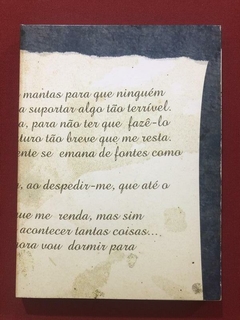 mantas para que ninguém
a suportar algo tão terrível.
a, para não ter que fazê-lo
turo tão breve que me resta.
ente se emana de fontes como
a, ao despedir-me, que até o
ue me renda, mas sim
acontecer tantas coisas...
gora vou dormir para